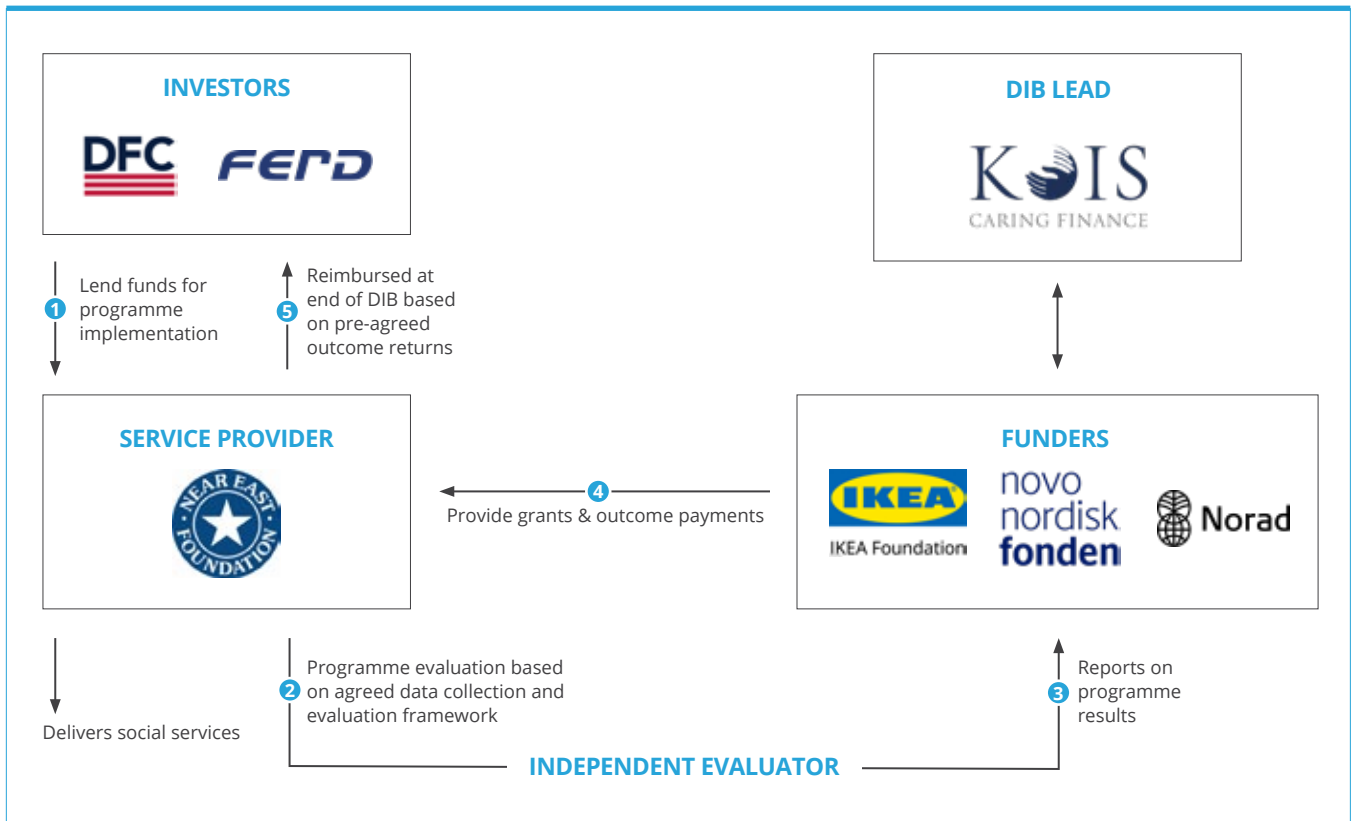 INVESTORS
DFC
FERD
DIB LEAD
KOIS
CARING FINANCE
1
Lend funds for
programme
implementation
5
Reimbursed at
end of DIB based
on pre-agreed
outcome returns
SERVICE PROVIDER
NEAR EAST
FOUNDATION
4
Provide grants & outcome payments
FUNDERS
IKEA
IKEA Foundation
novo
nordisk
fonden
Norad
Delivers social services
2
Programme evaluation based
on agreed data collection and
evaluation framework
3
Reports on
programme
results
INDEPENDENT EVALUATOR